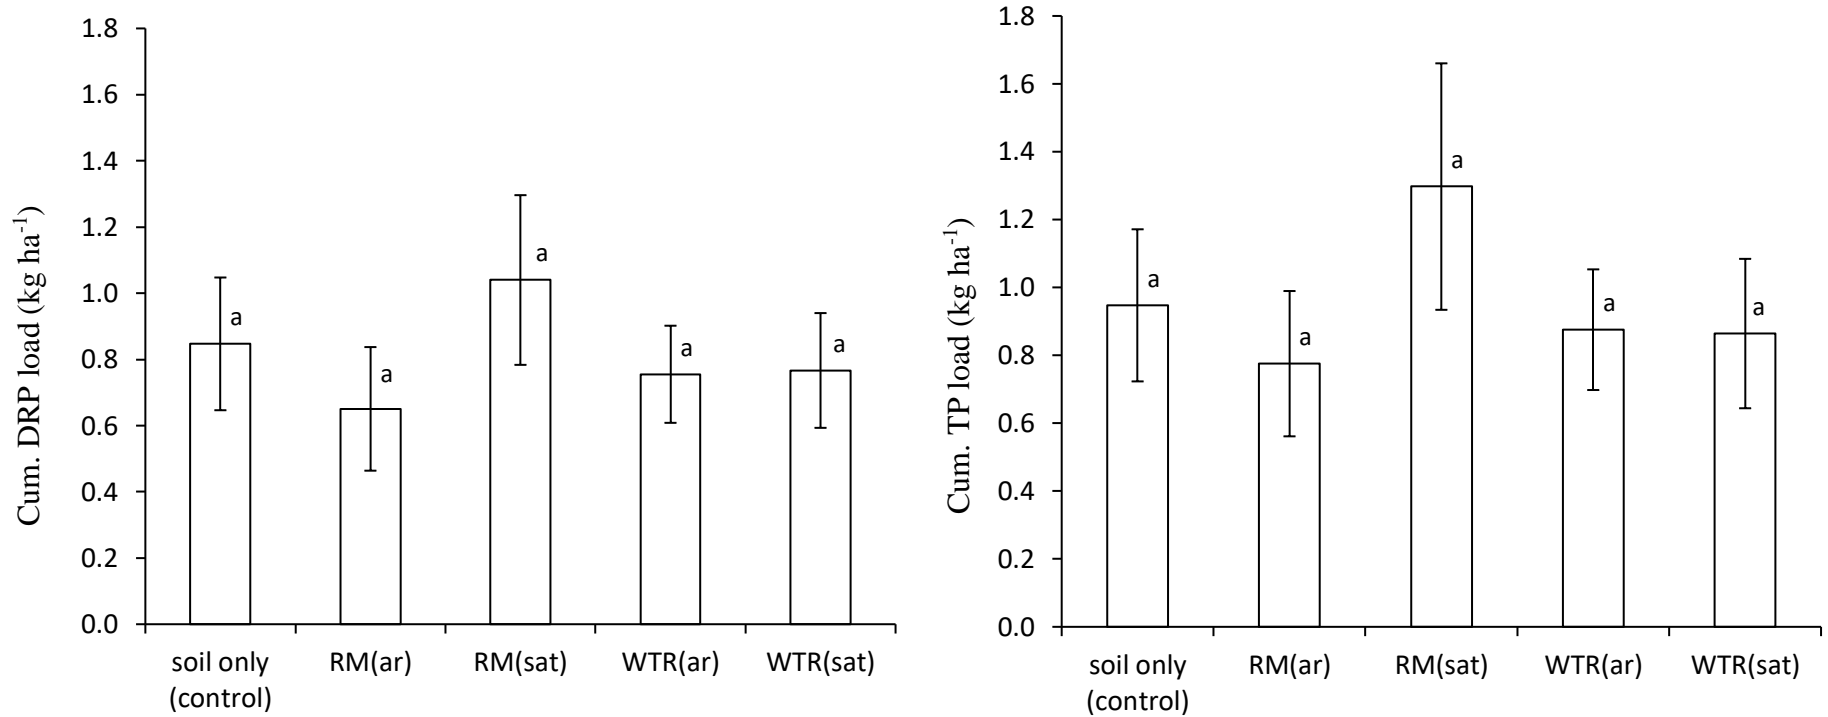 Cum. DRP load (kg ha-1)
1.8
1.6
1.4
1.2
1.0
0.8
0.6
0.4
0.2
0.0
a
a
a
a
a
soil only
(control)
RM(ar)
RM(sat)
WTR(ar)
WTR(sat)
Cum. TP load (kg ha-1)
1.8
1.6
1.4
1.2
1.0
0.8
0.6
0.4
0.2
0.0
a
a
a
a
a
soil only
(control)
RM(ar)
RM(sat)
WTR(ar)
WTR(sat)